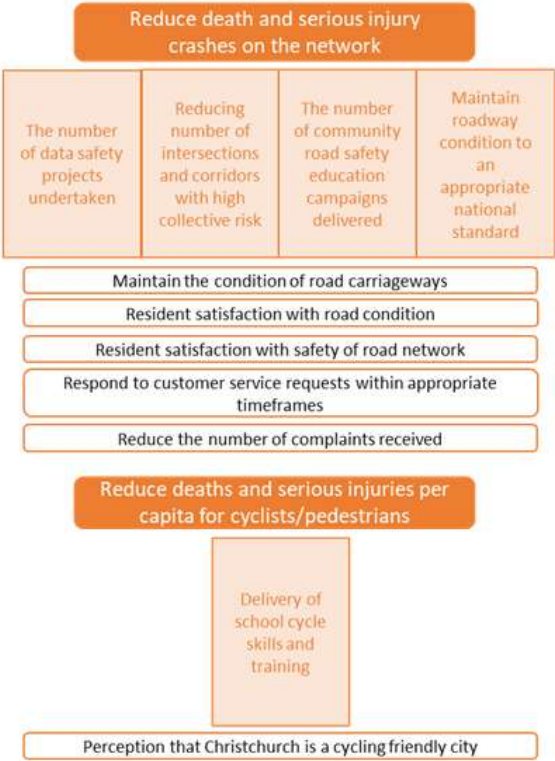 Reduce death and serious injury
crashes on the network
The number
of data safety
projects
undertaken
Reducing
number of
intersections
and corridors
with high
collective risk
The number
of community
road safety
education
campaigns
delivered
Maintain
roadway
condition to
an
appropriate
national
standard
Maintain the condition of road carriageways
Resident satisfaction with road condition
Resident satisfaction with safety of road network
Respond to customer service requests within appropriate
timeframes
Reduce the number of complaints received
Reduce deaths and serious injuries per
capita for cyclists/pedestrians
Delivery of
school cycle
skills and
training
Perception that Christchurch is a cycling friendly city